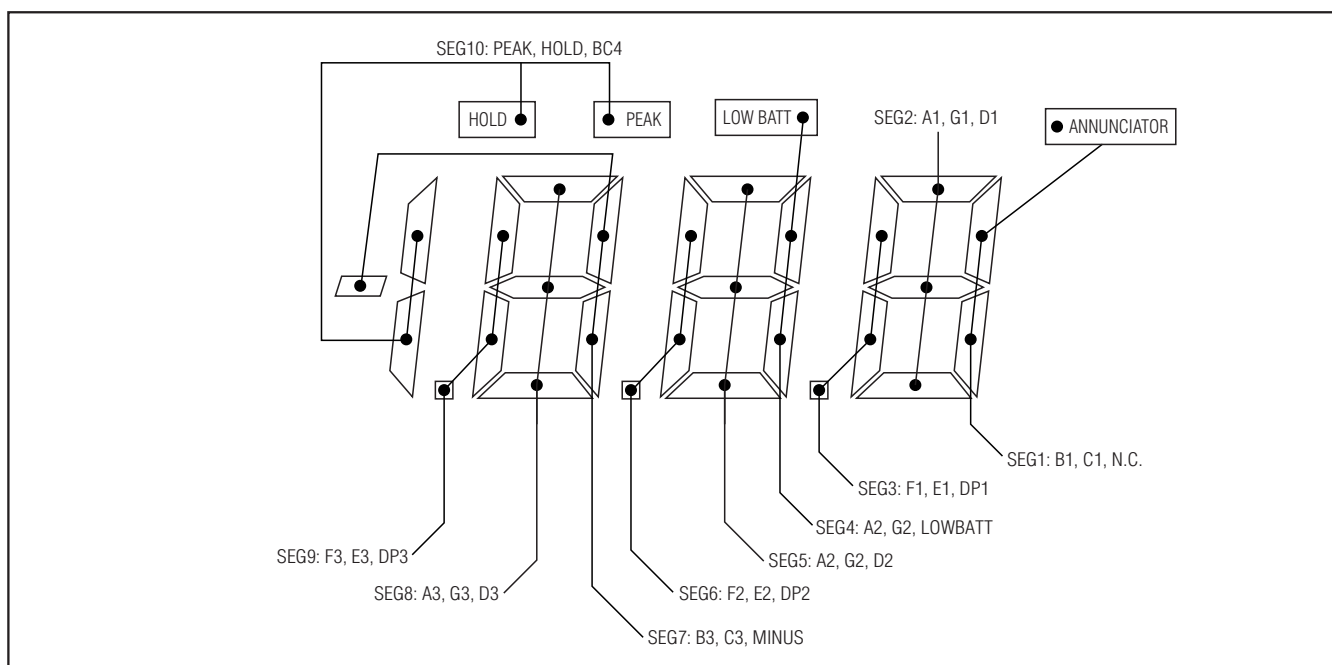 SEG10: PEAK, HOLD, BC4
HOLD
PEAK
LOW BATT
SEG2: A1, G1, D1
ANNUNCIATOR
SEG1: B1, C1, N.C.
SEG3: F1, E1, DP1
SEG4: A2, G2, LOWBATT
SEG5: A2, G2, D2
SEG9: F3, E3, DP3
SEG8: A3, G3, D3
SEG6: F2, E2, DP2
SEG7: B3, C3, MINUS